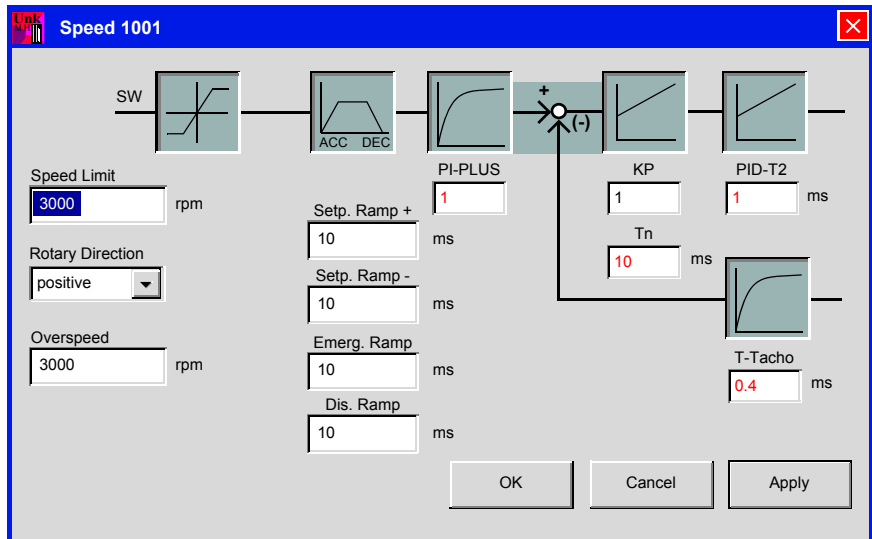 Unk
Speed 1001
SW
ACC DEC
+
(-)
Speed Limit
3000 rpm
Rotary Direction
positive
Overspeed
3000 rpm
Setp. Ramp +
10 ms
Setp. Ramp -
10 ms
Emerg. Ramp
10 ms
Dis. Ramp
10 ms
PI-PLUS
1
KP
1
Tn
10 ms
PID-T2
1 ms
T-Tacho
0.4 ms
OK
Cancel
Apply